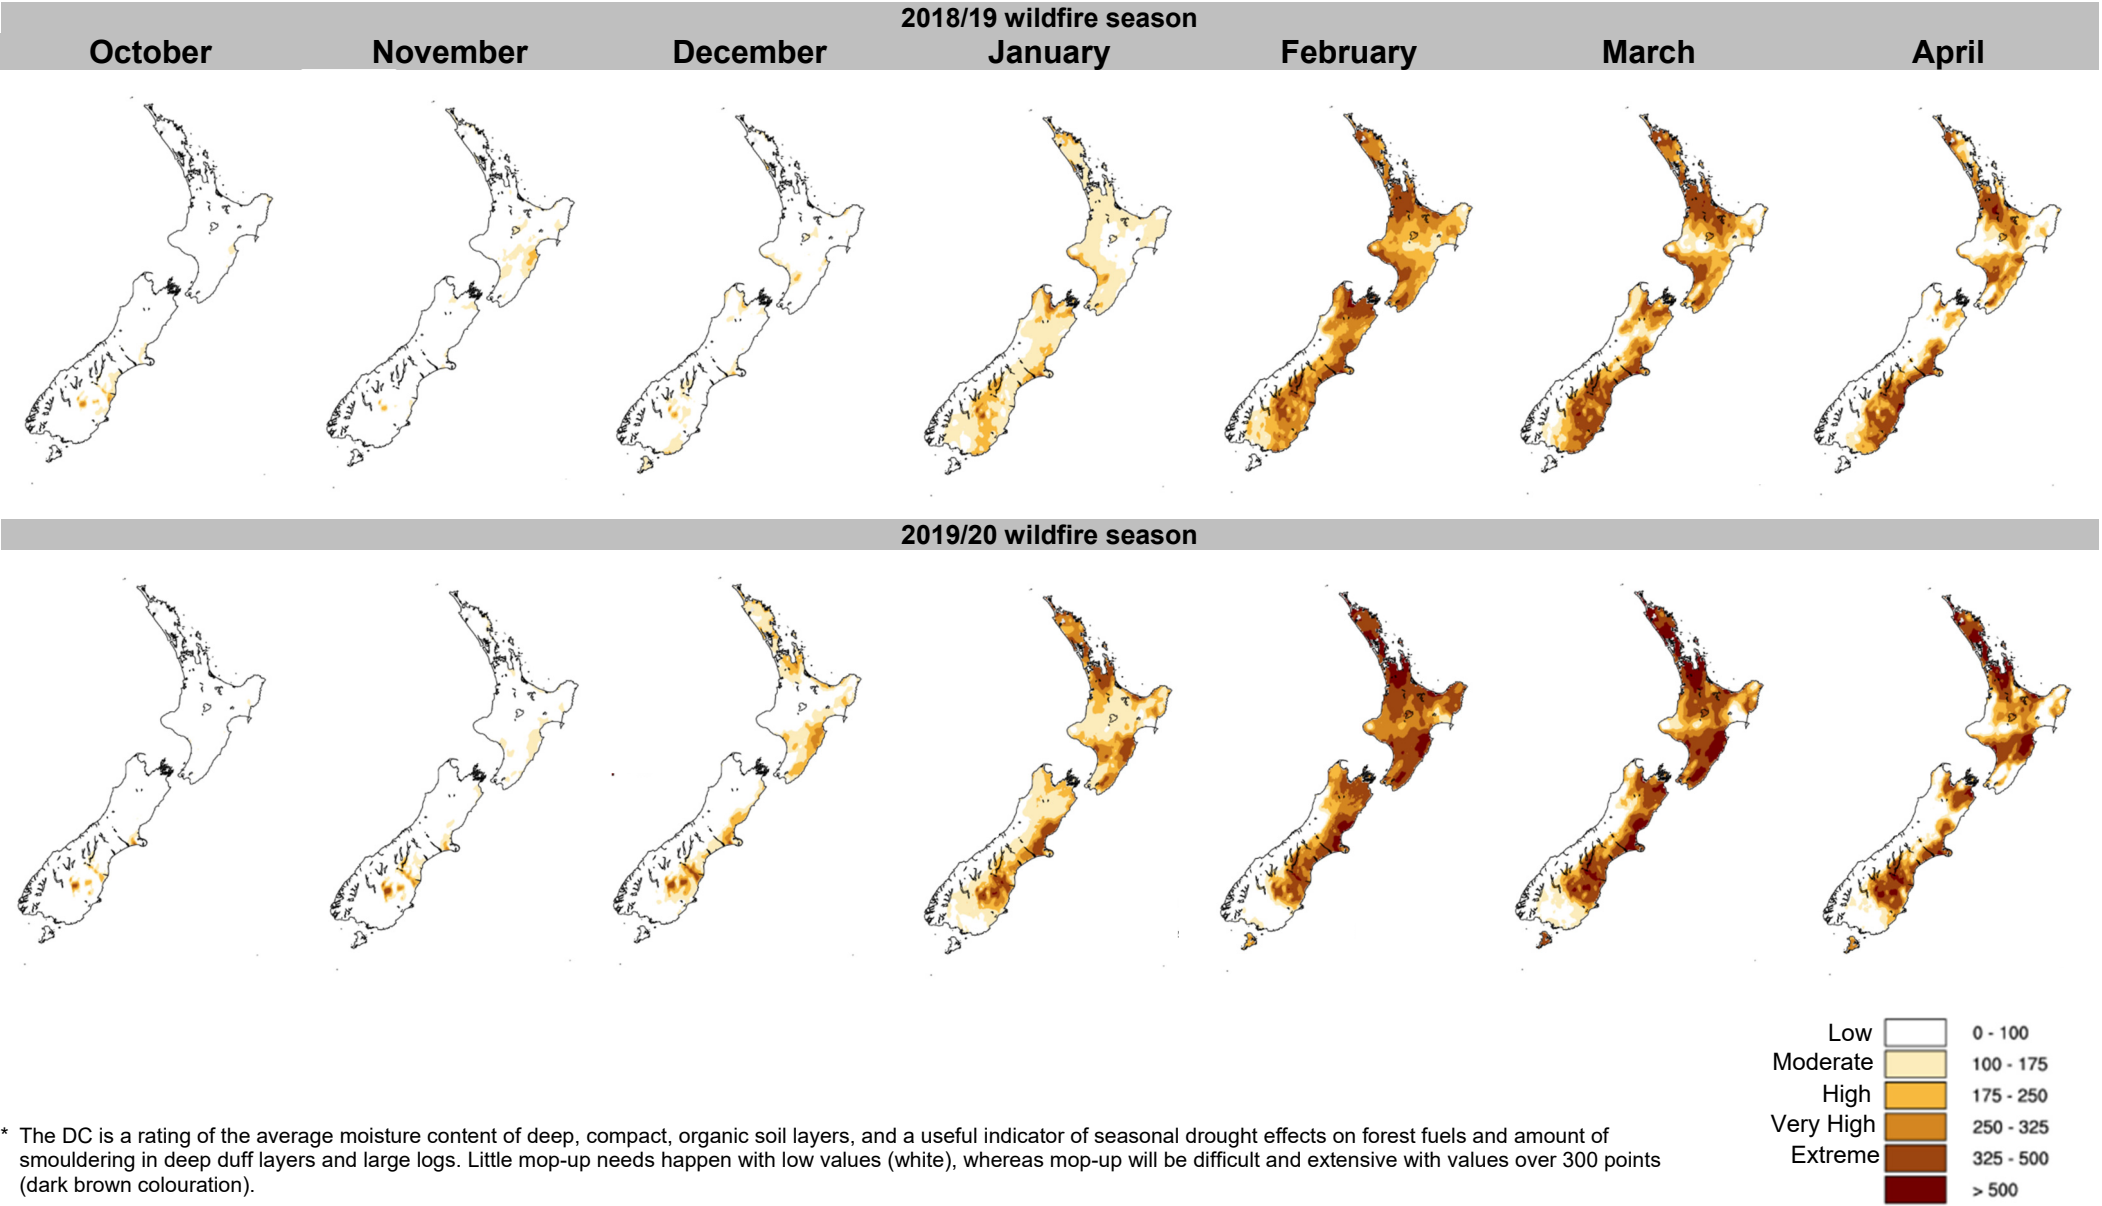 2018/19 wildfire season
October November December January February March April
2019/20 wildfire season
Low 0 - 100
Moderate 100 - 175
High 175 - 250
Very High 250 - 325
Extreme 325 - 500
> 500
* The DC is a rating of the average moisture content of deep, compact, organic soil layers, and a useful indicator of seasonal drought effects on forest fuels and amount of
smouldering in deep duff layers and large logs. Little mop-up needs happen with low values (white), whereas mop-up will be difficult and extensive with values over 300 points
(dark brown colouration).